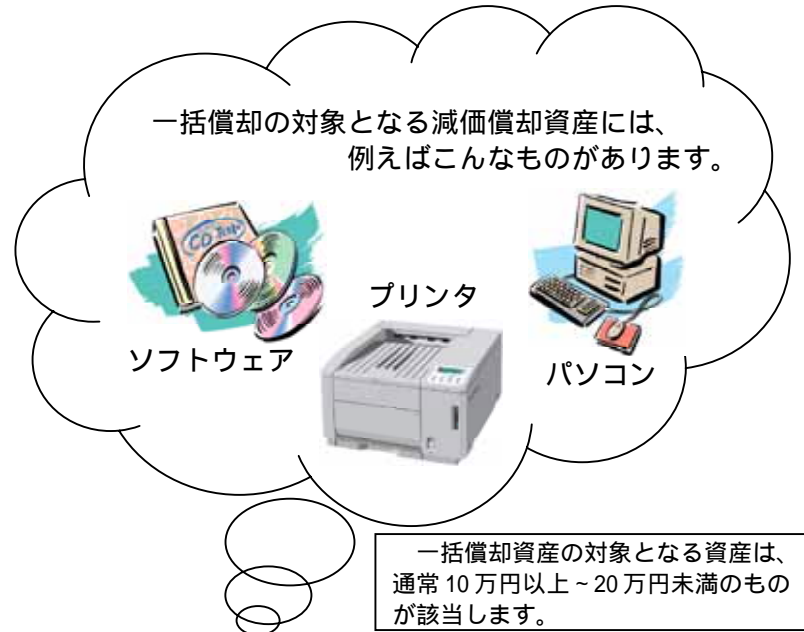 一括償却の対象となる減価償却資産には、
例えばこんなものがあります。
CD Title
プリンタ
ソフトウェア
パソコン
一括償却資産の対象となる資産は、
通常 10 万円以上~20 万円未満のもの
が該当します。